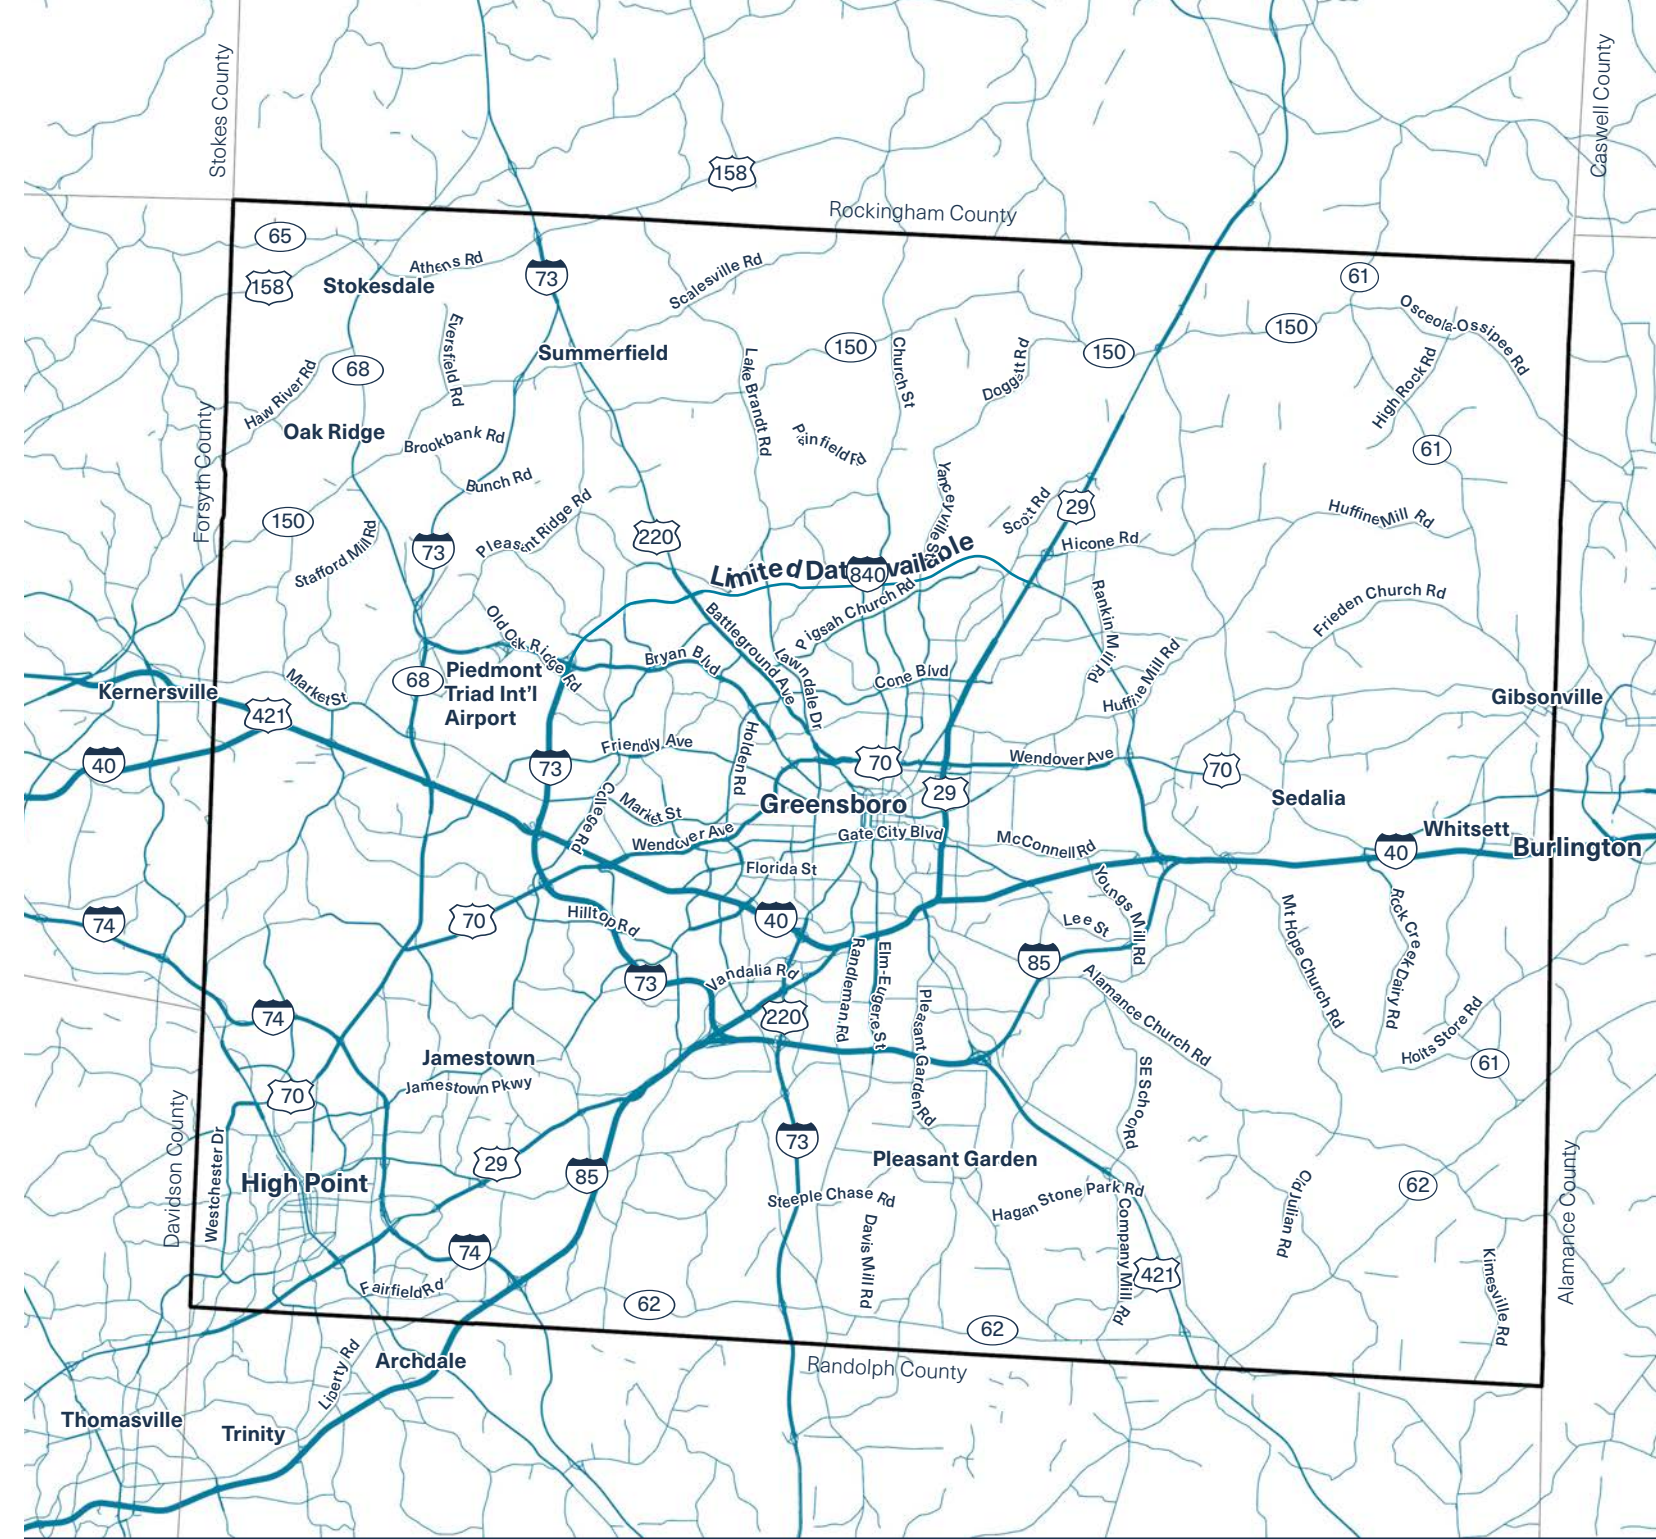 Stokes County
Caswell County
158
Rockingham County
65
Athens Rd
158
Stokesdale
73
Scalesville Rd
61
Osceola-Ossipee Rd
Eversfield Rd
Summerfield
150
150
150
Lake Brandt Rd
Church St
Doggett Rd
High Rock Rd
68
Haw River Rd
Oak Ridge
Brookbank Rd
61
Forsyth County
Bunch Rd
Yanceyville St
Scott Rd
29
150
Pleasant Ridge Rd
220
Huffine Mill Rd
Stafford Mill Rd
73
Hicone Rd
Limited Data Available
840
Pisgah Church Rd
Rankin Mill Rd
Frieden Church Rd
Old Oak Ridge Rd
Battleground Ave
Lawndale Dr
Bryan Blvd
Cone Blvd
Huffine Mill Rd
Piedmont
Triad Int'l
Airport
68
Kernersville
Market St
421
Gibsonville
40
Friendly Ave
Holden Rd
73
70
Wendover Ave
70
29
College Rd
Market St
Greensboro
Sedalia
Wendover Ave
Gate City Blvd
McConnell Rd
Whitsett
40
Burlington
Florida St
Youngs Mill Rd
74
70
Hilltop Rd
40
Lee St
Mt Hope Church Rd
Rock Creek Dairy Rd
85
73
Vandalia Rd
Randleman Rd
Elm-Eugene St
Pleasant Garden Rd
Alamance Church Rd
74
220
Holts Store Rd
61
Jamestown
Jamestown Pkwy
SE School Rd
70
Davidson County
Westchester Dr
73
29
85
Pleasant Garden
High Point
Steeple Chase Rd
Hagan Stone Park Rd
62
Alamance County
Old Julian Rd
Davis Mill Rd
Company Mill Rd
74
421
Kimesville Rd
Fairfield Rd
62
62
Liberty Rd
Archdale
Randolph County
Thomasville
Trinity